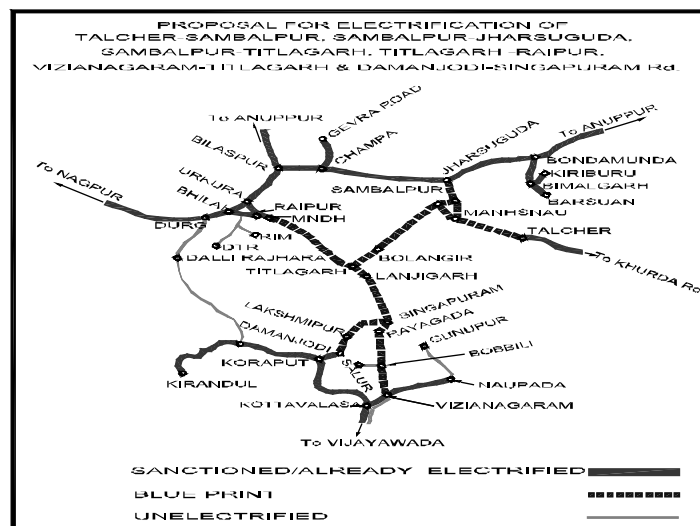 PROPOSAL FOR ELECTRIFICATION OF
TALCHER-SAMBALPUR, SAMBALPUR-JHARSUGUDA,
SAMBALPUR-TITLAGARH, TITLAGARH-RAIPUR,
VIZIANAGARAM-TITLAGARH & DAMANJODI-SINGAPURAM Rd.
To ANUPPUR
GEVRA ROAD
BILASPUR
CHAMPA
JHARSUGUDA
To ANUPPUR
BONDAMUNDA
KIRIBURU
BIMALGARH
BARSUAN
To NAGPUR
URKURA
SAMBALPUR
BHILAI
RAIPUR
MNDH
MANHSNAU
DURG
RIM
TALCHER
DTR
DALLI RAJHARA
BOLANGIR
To KHURDA Rd
TITLAGARH
LANJIGARH
LAKSHMIPUR
SINGAPURAM
RAYAGADA
GUNUPUR
DAMANJODI
BOBBILI
KORAPUT
SALUR
KIRANDUL
NAUPADA
KOTTAVALASA
VIZIANAGARAM
To VIJAYAWADA
SANCTIONED/ALREADY ELECTRIFIED
BLUE PRINT
UNELECTRIFIED